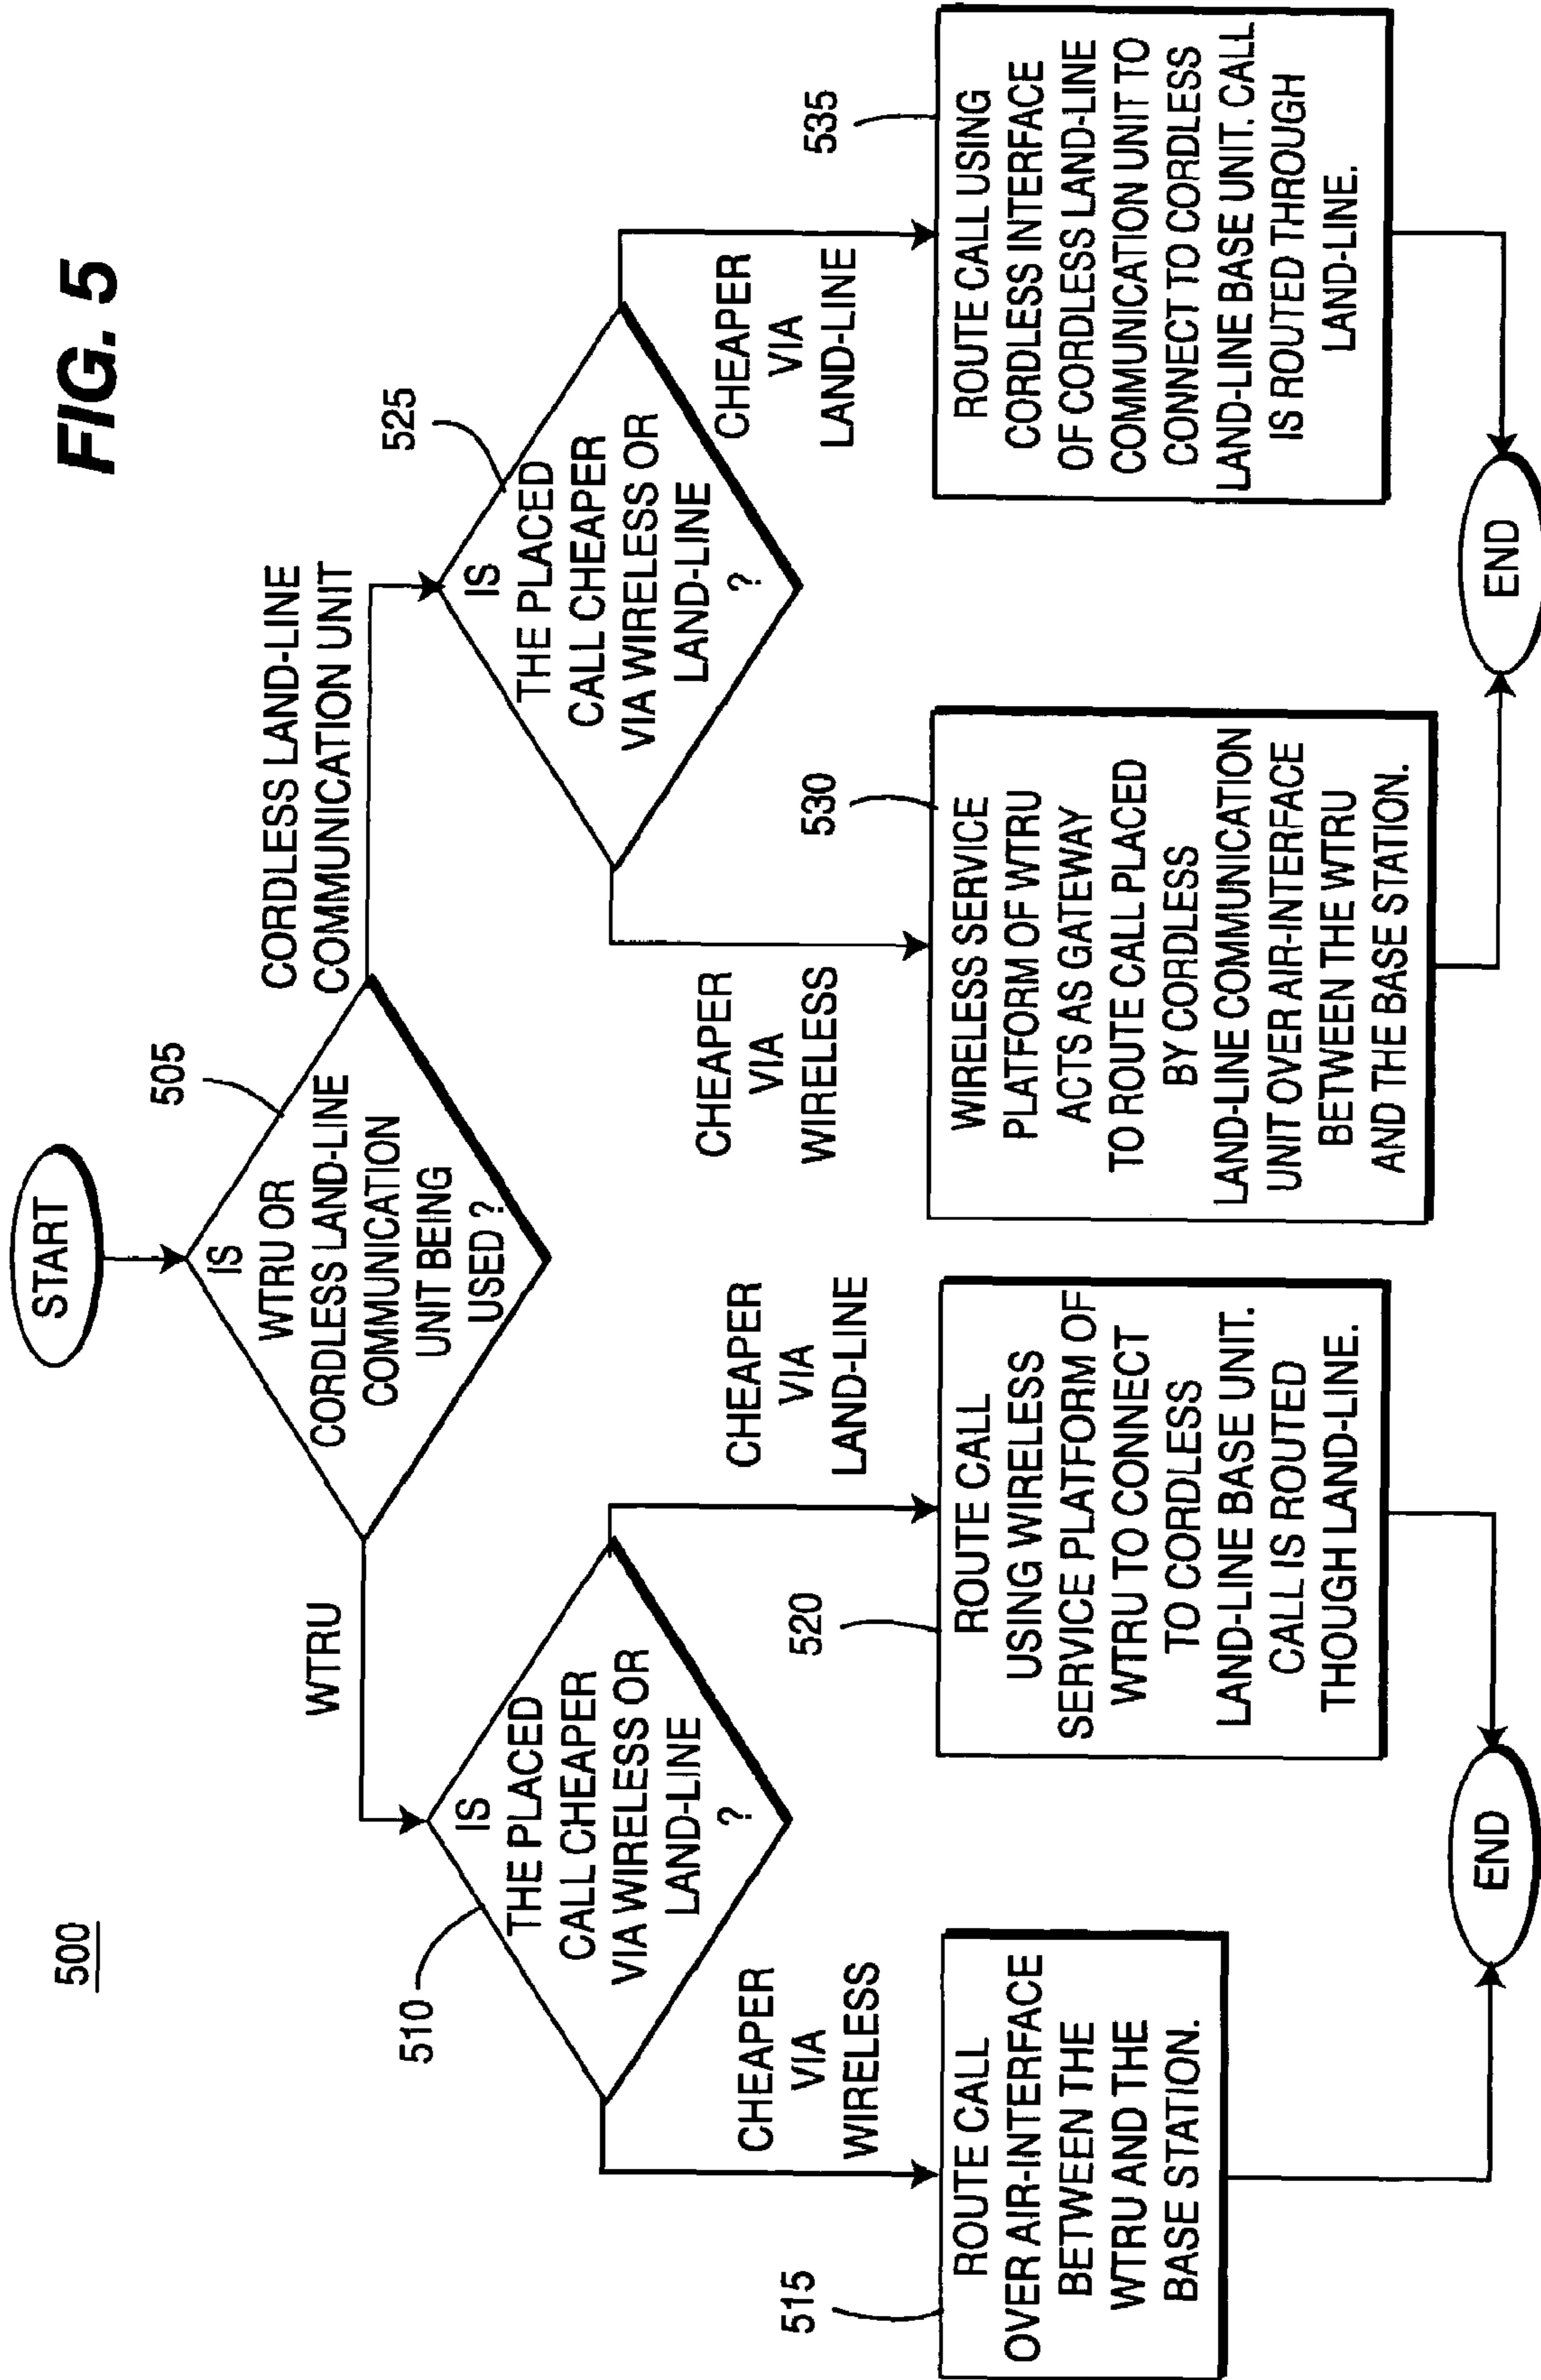 FIG. 5
500
START
505
IS
WTRU OR
CORDLESS LAND-LINE
COMMUNICATION
UNIT BEING
USED ?
WTRU
CORDLESS LAND-LINE
COMMUNICATION UNIT
510
IS
THE PLACED
CALL CHEAPER
VIA WIRELESS OR
LAND-LINE
?
525
IS
THE PLACED
CALL CHEAPER
VIA WIRELESS OR
LAND-LINE
?
CHEAPER
VIA
WIRELESS
CHEAPER
VIA
LAND-LINE
CHEAPER
VIA
WIRELESS
CHEAPER
VIA
LAND-LINE
515
ROUTE CALL
OVER AIR-INTERFACE
BETWEEN THE
WTRU AND THE
BASE STATION.
520
ROUTE CALL
USING WIRELESS
SERVICE PLATFORM OF
WTRU TO CONNECT
TO CORDLESS
LAND-LINE BASE UNIT.
CALL IS ROUTED
THOUGH LAND-LINE.
530
WIRELESS SERVICE
PLATFORM OF WTRU
ACTS AS GATEWAY
TO ROUTE CALL PLACED
BY CORDLESS
LAND-LINE COMMUNICATION
UNIT OVER AIR-INTERFACE
BETWEEN THE WTRU
AND THE BASE STATION.
535
ROUTE CALL USING
CORDLESS INTERFACE
OF CORDLESS LAND-LINE
COMMUNICATION UNIT TO
CONNECT TO CORDLESS
LAND-LINE BASE UNIT. CALL
IS ROUTED THROUGH
LAND-LINE.
END
END